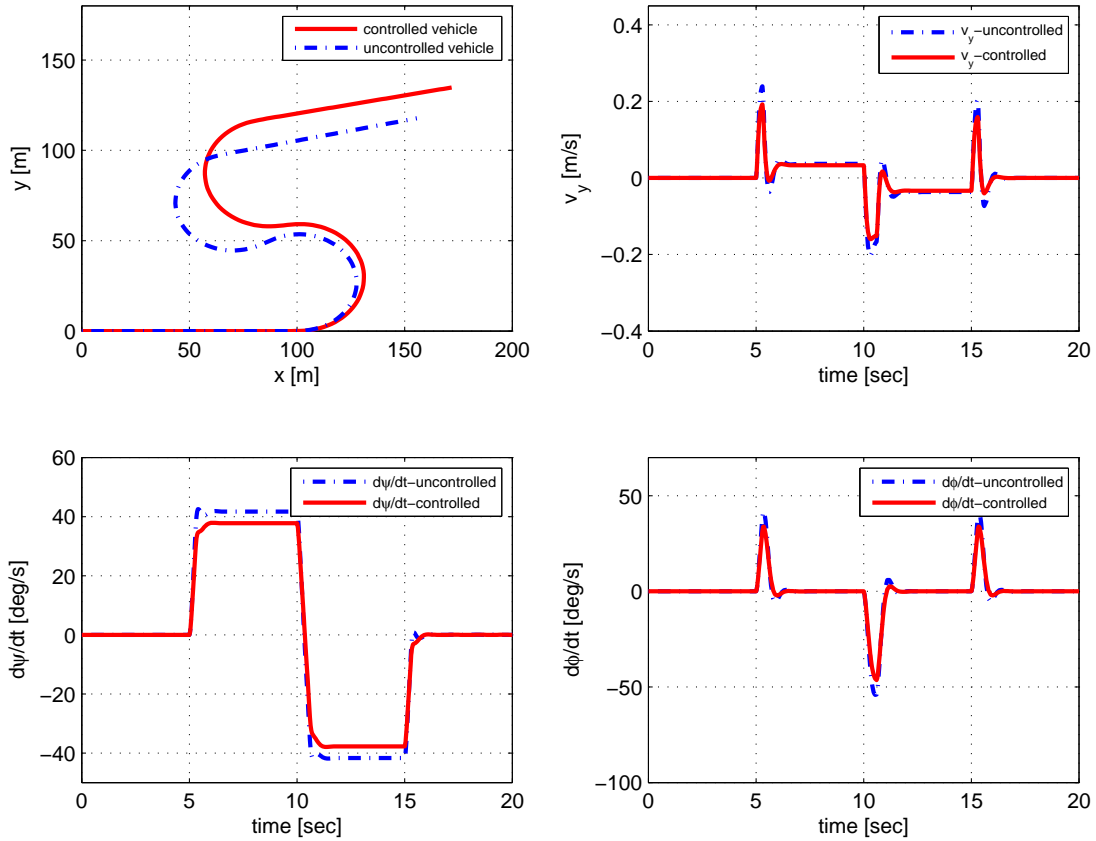 controlled vehicle
uncontrolled vehicle
150
100
50
0
y [m]
0
50
100
150
200
x [m]
v_y−uncontrolled
v_y−controlled
0.4
0.2
0
−0.2
−0.4
v_y [m/s]
0
5
10
15
20
time [sec]
dψ/dt−uncontrolled
dψ/dt−controlled
60
40
20
0
−20
−40
dψ/dt [deg/s]
0
5
10
15
20
time [sec]
dϕ/dt−uncontrolled
dϕ/dt−controlled
50
0
−50
−100
dϕ/dt [deg/s]
0
5
10
15
20
time [sec]